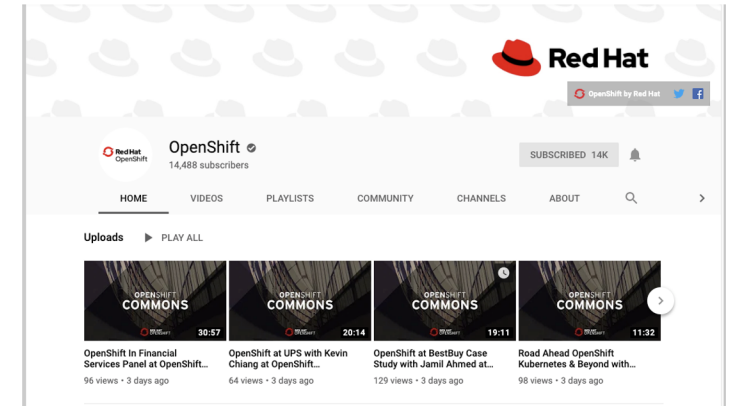 Red Hat
OpenShift by Red Hat
Red Hat
OpenShift
OpenShift
14,488 subscribers
SUBSCRIBED 14K
HOME VIDEOS PLAYLISTS COMMUNITY CHANNELS ABOUT
Uploads PLAY ALL
OPENSHIFT
COMMONS
30:57
OPENSHIFT
COMMONS
20:14
OPENSHIFT
COMMONS
19:11
OPENSHIFT
COMMONS
11:32
OpenShift In Financial
Services Panel at OpenShift...
96 views • 3 days ago
OpenShift at UPS with Kevin
Chiang at OpenShift...
64 views • 3 days ago
OpenShift at BestBuy Case
Study with Jamil Ahmed at...
129 views • 3 days ago
Road Ahead OpenShift
Kubernetes & Beyond with...
98 views • 3 days ago